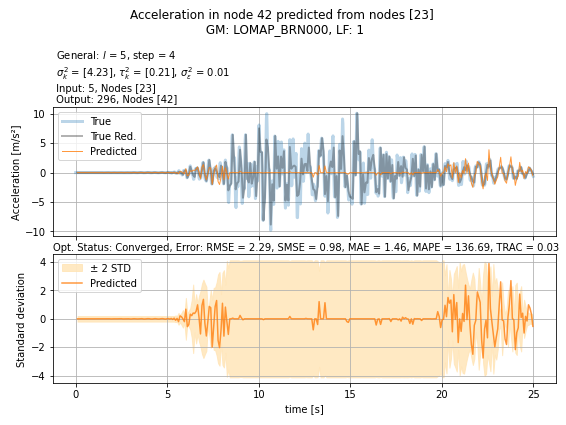 Acceleration in node 42 predicted from nodes [23]
GM: LOMAP_BRN000, LF: 1
General: l = 5, step = 4
σ²ₖ = [4.23], τ²ₖ = [0.21], σ²ε = 0.01
Input: 5, Nodes [23]
Output: 296, Nodes [42]
10
5
0
−5
−10
Acceleration [m/s²]
True
True Red.
Predicted
Opt. Status: Converged, Error: RMSE = 2.29, SMSE = 0.98, MAE = 1.46, MAPE = 136.69, TRAC = 0.03
4
2
0
−2
−4
Standard deviation
± 2 STD
Predicted
0 5 10 15 20 25
time [s]